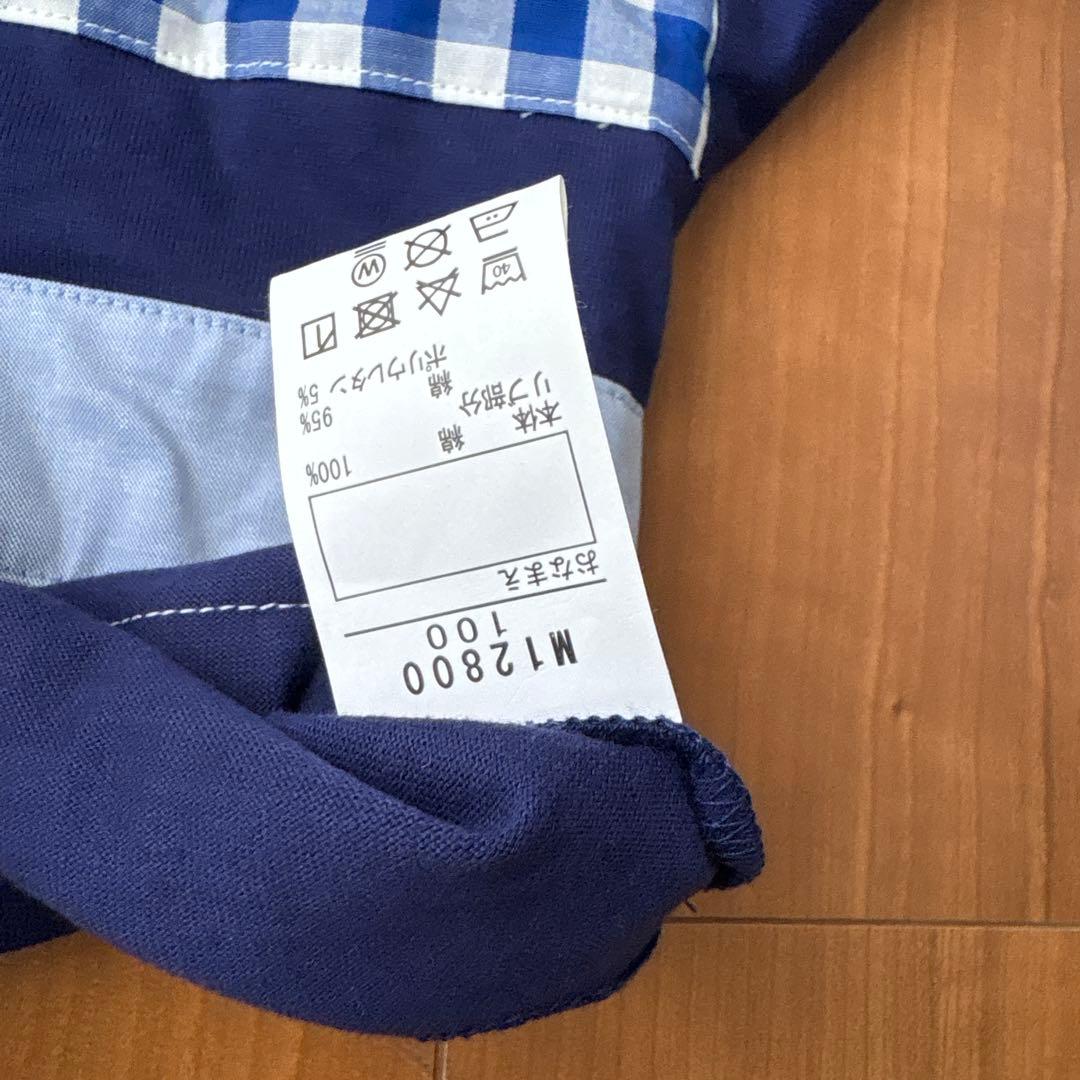 M12800
100
おなまえ
本体 綿 100%
リブ部分 綿 95%
ポリウレタン 5%
40
W